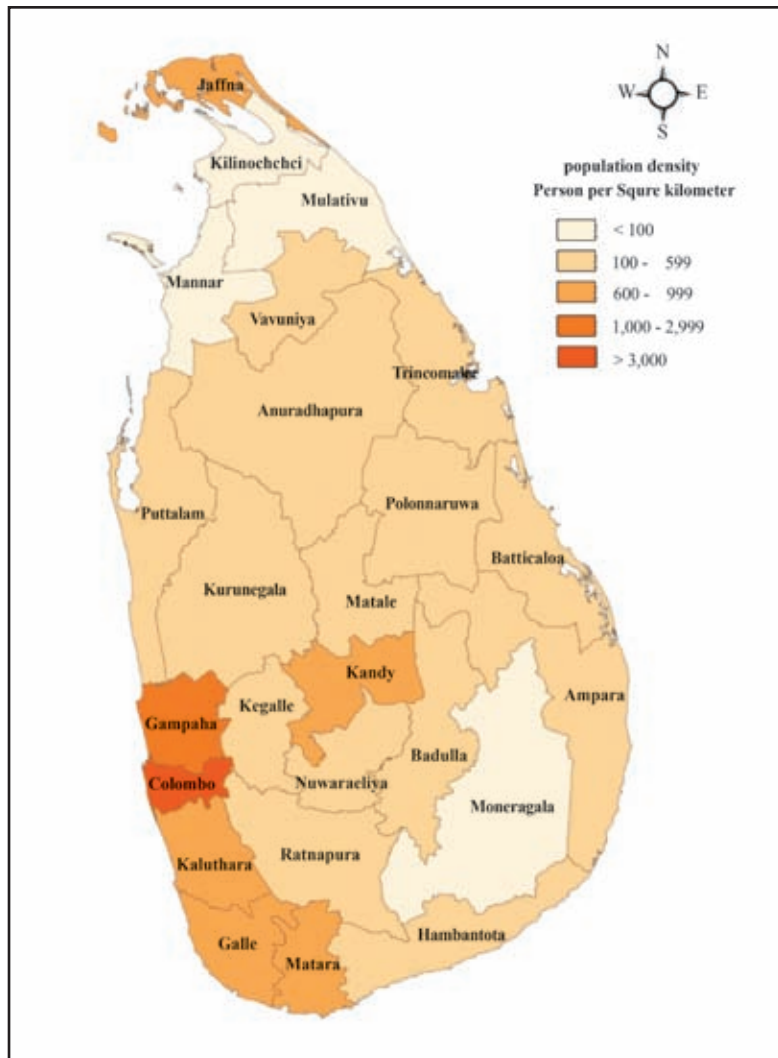 N
W E
S
Jaffna
Kilinochchci
population density
Person per Squre kilometer
Mulativu
< 100
100 - 599
Mannar
600 - 999
Vavuniya
1,000 - 2,999
> 3,000
Trincomalee
Anuradhapura
Polonnaruwa
Puttalam
Batticaloa
Kurunegala
Matale
Kandy
Ampara
Kegalle
Gampaha
Badulla
Colombo
Nuwaraeliya
Moneragala
Ratnapura
Kaluthara
Hambantota
Galle
Matara